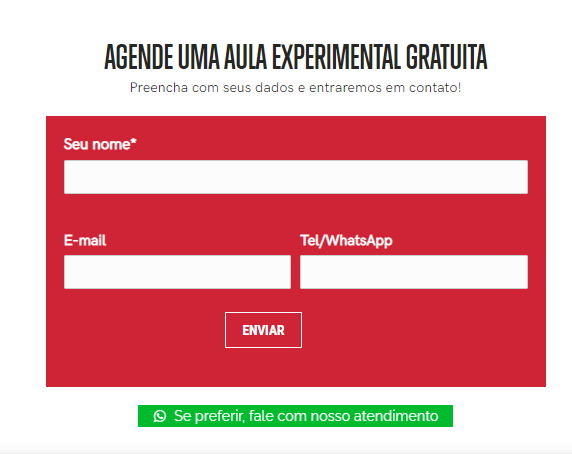 AGENDE UMA AULA EXPERIMENTAL GRATUITA
Preencha com seus dados e entraremos em contato!
Seu nome*
E-mail
Tel/WhatsApp
ENVIAR
Se preferir, fale com nosso atendimento